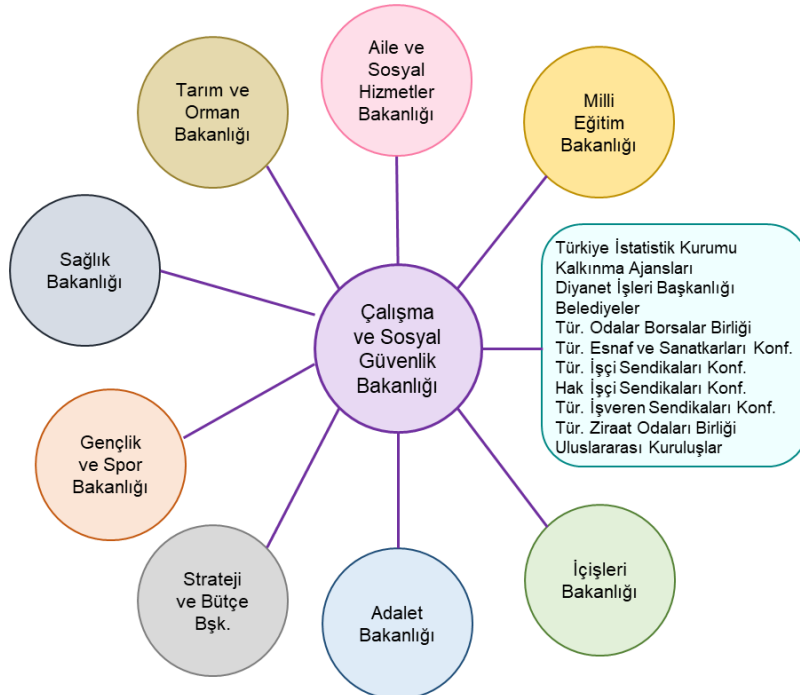 Aile ve
Sosyal
Hizmetler
Bakanlığı
Tarım ve
Orman
Bakanlığı
Milli
Eğitim
Bakanlığı
Sağlık
Bakanlığı
Çalışma
ve Sosyal
Güvenlik
Bakanlığı
Türkiye İstatistik Kurumu
Kalkınma Ajansları
Diyanet İşleri Başkanlığı
Belediyeler
Tür. Odalar Borsalar Birliği
Tür. Esnaf ve Sanatkarları Konf.
Tür. İşçi Sendikaları Konf.
Hak İşçi Sendikaları Konf.
Tür. İşveren Sendikaları Konf.
Tür. Ziraat Odaları Birliği
Uluslararası Kuruluşlar
Gençlik
ve Spor
Bakanlığı
Strateji
ve Bütçe
Bşk.
Adalet
Bakanlığı
İçişleri
Bakanlığı